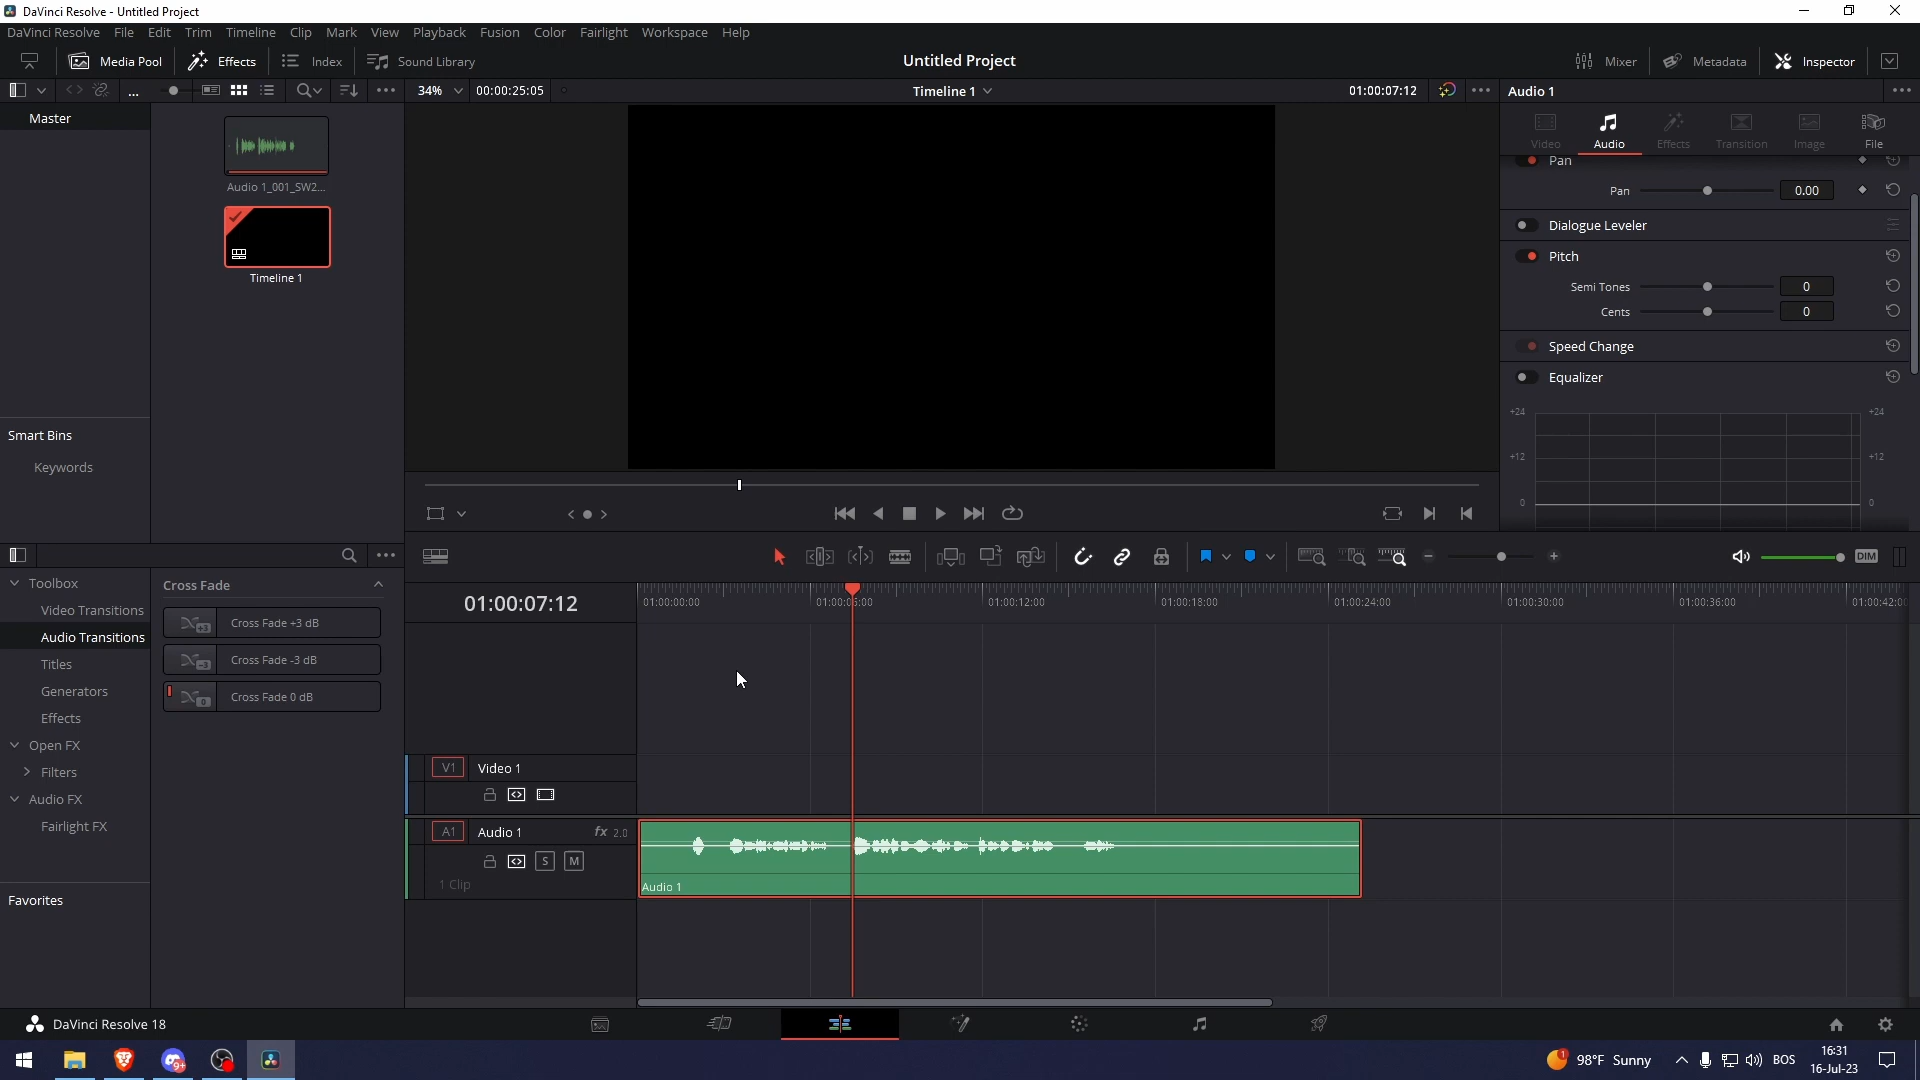 DaVinci Resolve - Untitled Project
DaVinci Resolve File Edit Trim Timeline Clip Mark View Playback Fusion Color Fairlight Workspace Help
Media Pool Effects Index Sound Library Untitled Project Mixer Metadata Inspector
34% 00:00:25:05 Timeline 1 01:00:07:12 Audio 1
Master
Audio 1_001_SW2...
Timeline 1
Smart Bins
Keywords
Video Audio Effects Transition Image File
Pan
Pan 0.00
Dialogue Leveler
Pitch
Semi Tones 0
Cents 0
Speed Change
Equalizer
+24 +24
+12 +12
0 0
DIM
Toolbox
Video Transitions
Audio Transitions
Titles
Generators
Effects
Open FX
Filters
Audio FX
Fairlight FX
Favorites
Cross Fade
+3 Cross Fade +3 dB
-3 Cross Fade -3 dB
0 Cross Fade 0 dB
01:00:07:12
01:00:00:00 01:00:06:00 01:00:12:00 01:00:18:00 01:00:24:00 01:00:30:00 01:00:36:00 01:00:42:0
V1 Video 1
A1 Audio 1 fx 2.0
S M
1 Clip
Audio 1
DaVinci Resolve 18
9+
1 98°F Sunny BOS 16:31
16-Jul-23